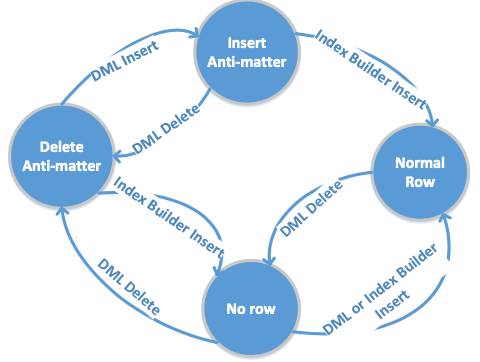 Insert
Anti-matter
DML Insert
Index Builder Insert
DML Delete
Delete
Anti-matter
Normal
Row
Index Builder Insert
DML Delete
DML Delete
No row
DML or Index Builder
Insert